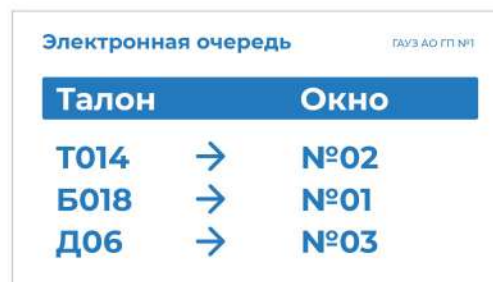 Электронная очередь ГАУЗ АО ГП №1
Талон Окно
Т014 → №02
Б018 → №01
Д06 → №03